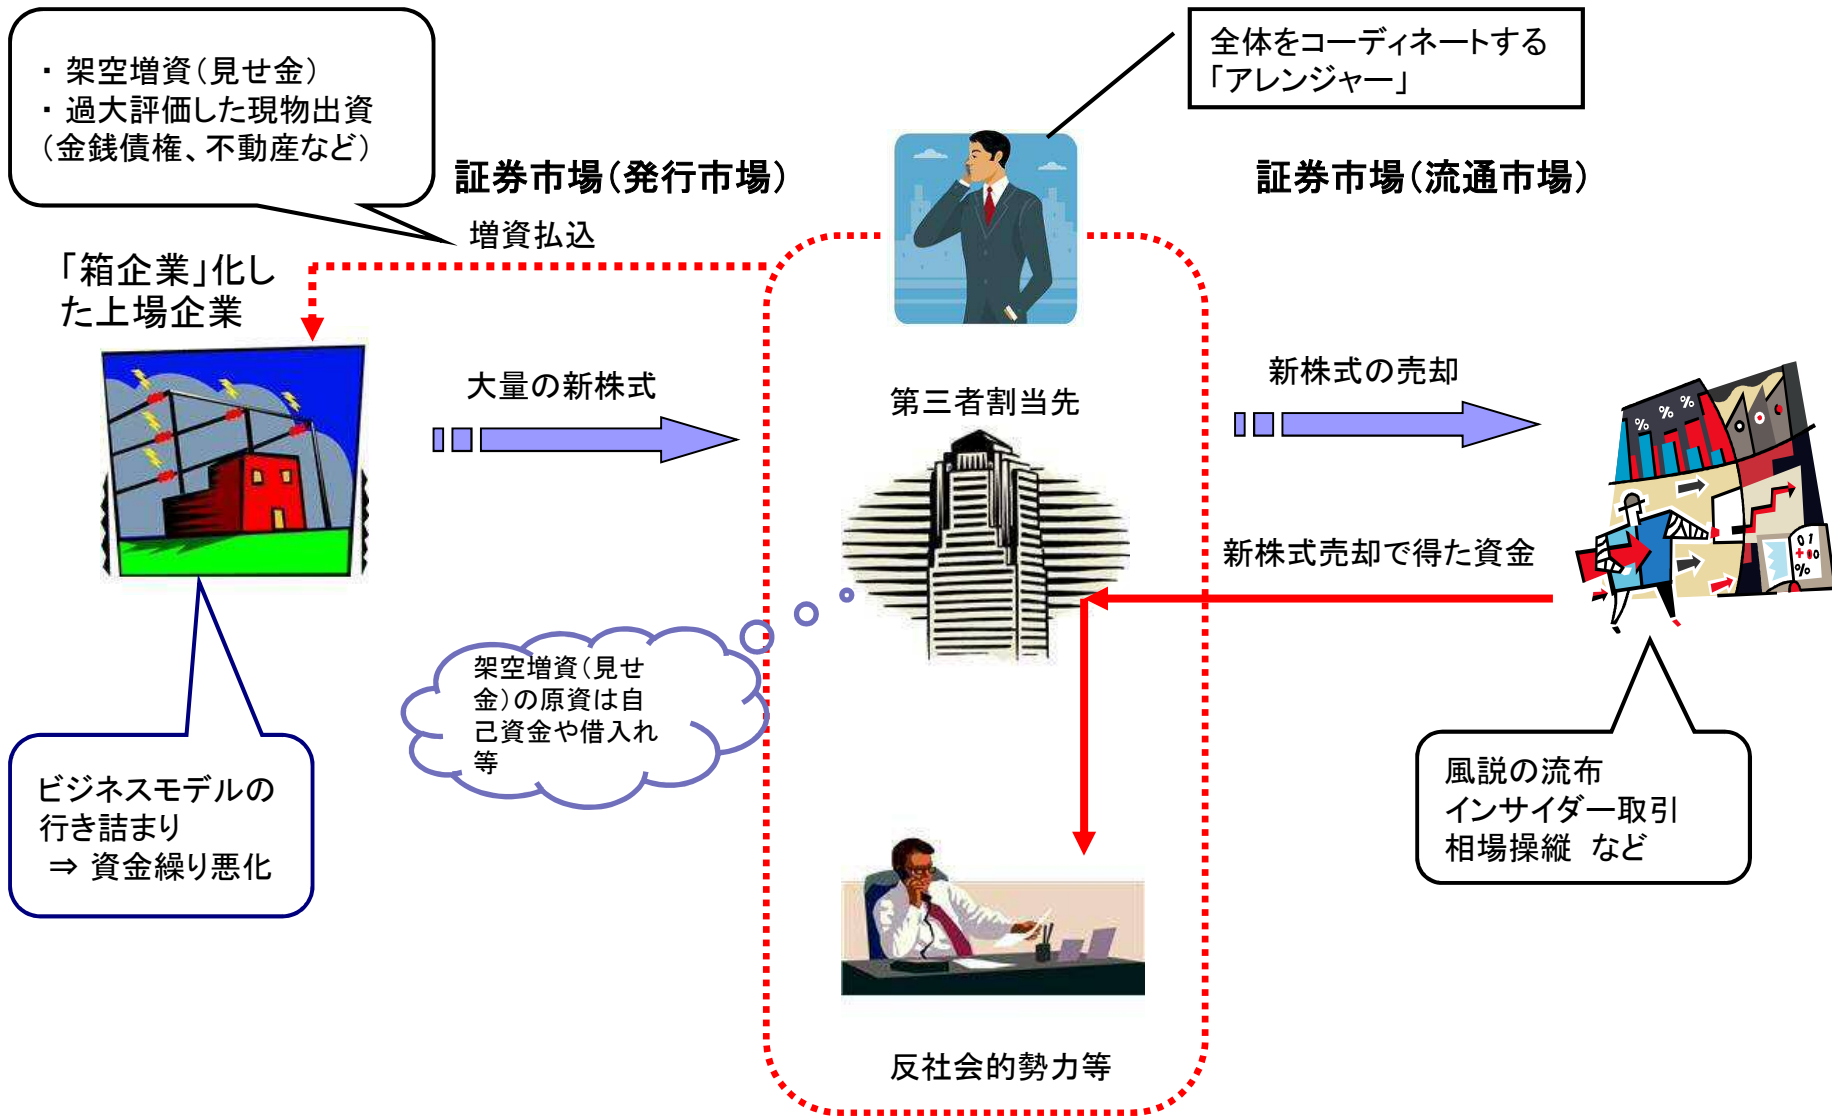 ・ 架空増資（見せ金）
・ 過大評価した現物出資
（金銭債権、不動産など）
全体をコーディネートする
「アレンジャー」
証券市場（発行市場）
証券市場（流通市場）
増資払込
「箱企業」化し
た上場企業
大量の新株式
第三者割当先
新株式の売却
新株式売却で得た資金
架空増資（見せ
金）の原資は自
己資金や借入れ
等
ビジネスモデルの
行き詰まり
⇒ 資金繰り悪化
風説の流布
インサイダー取引
相場操縦 など
反社会的勢力等
% % %
0 1
+ 0 0
%